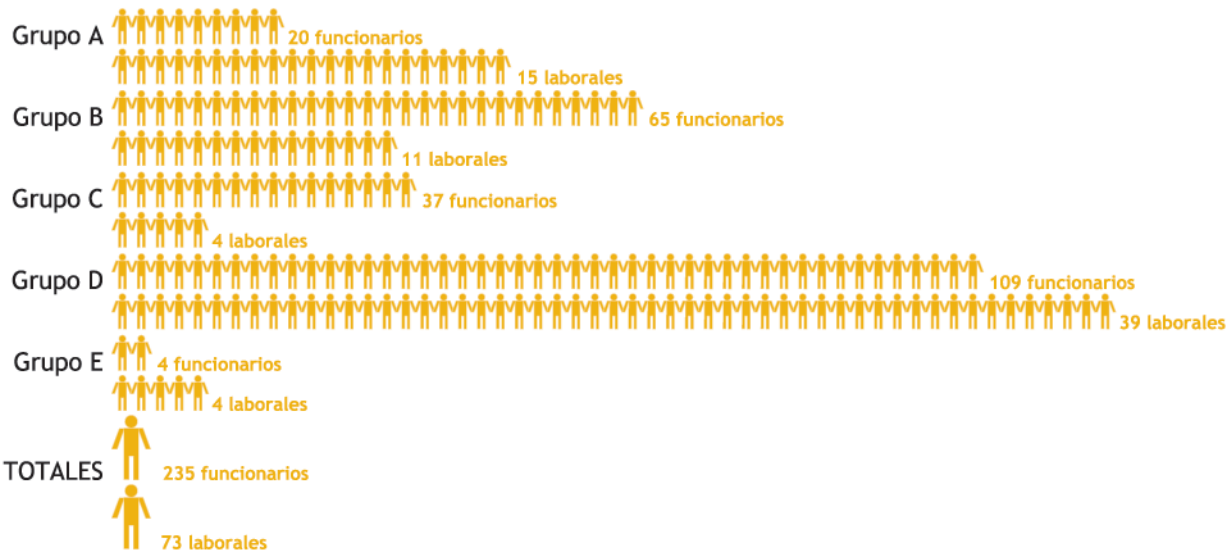 Grupo A
20 funcionarios
15 laborales
Grupo B
65 funcionarios
11 laborales
Grupo C
37 funcionarios
4 laborales
Grupo D
109 funcionarios
39 laborales
Grupo E
4 funcionarios
4 laborales
TOTALES
235 funcionarios
73 laborales